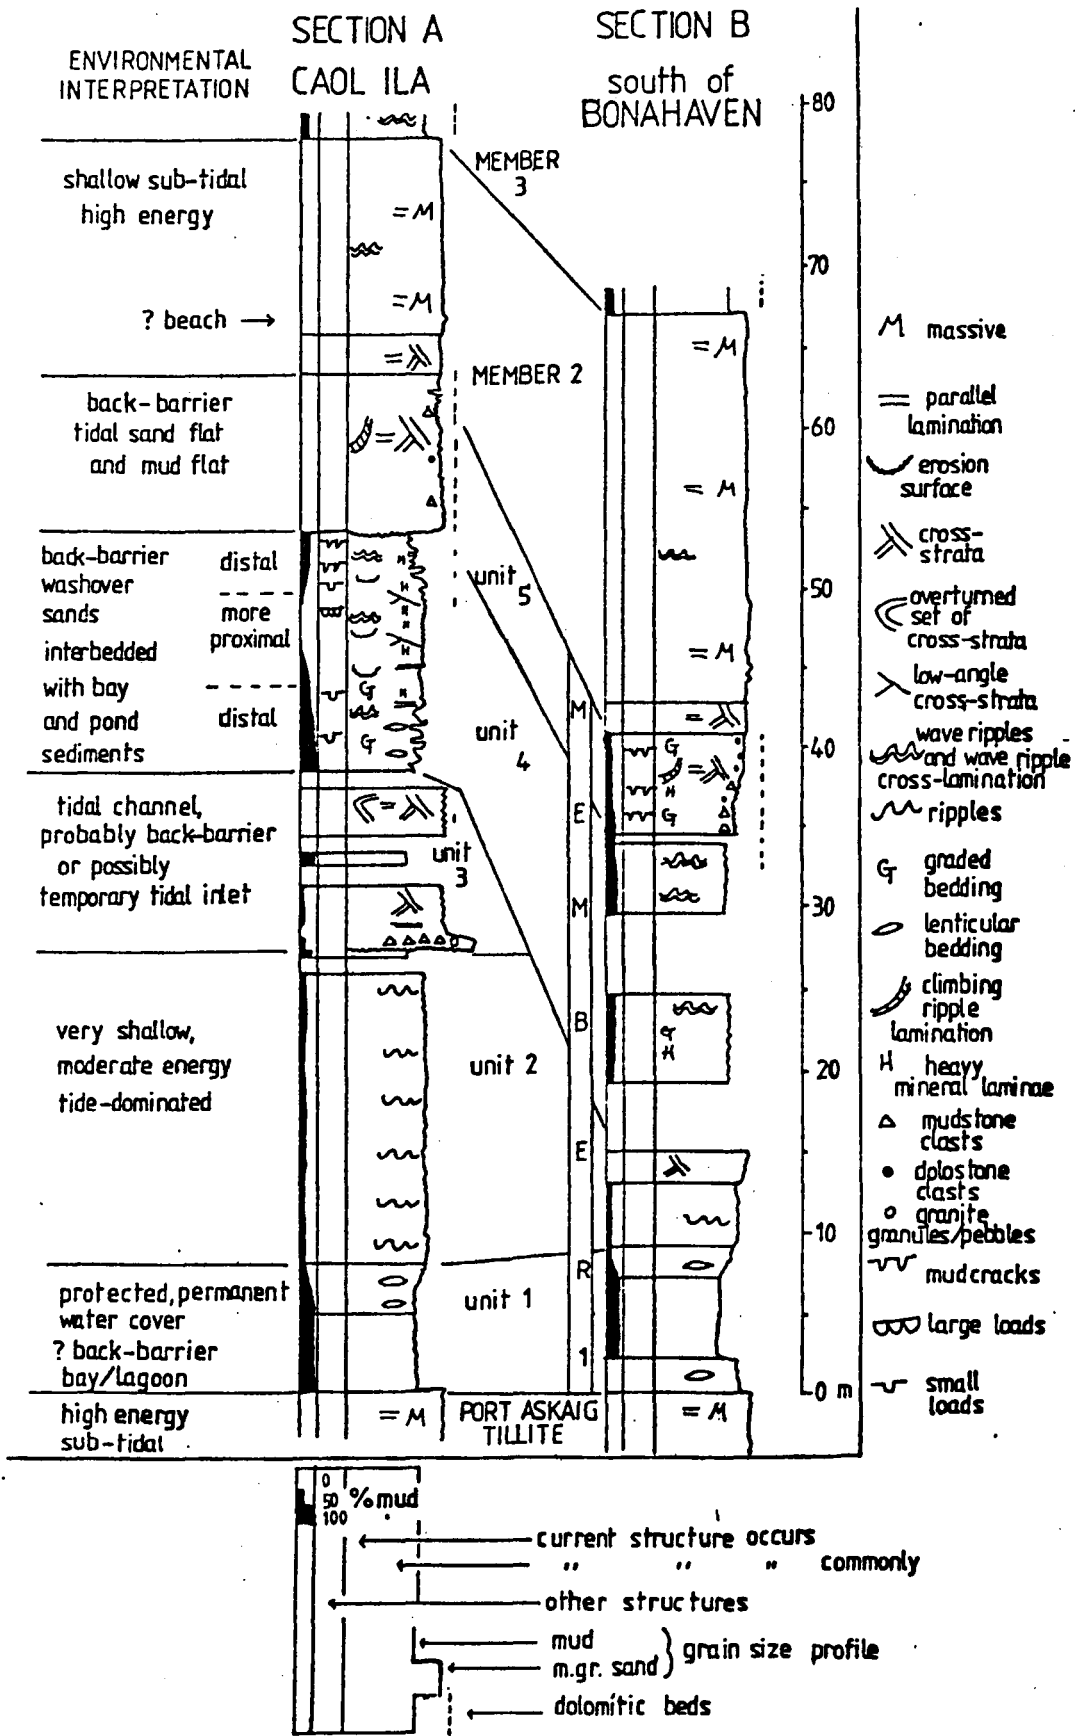 SECTION A
CAOL ILA
SECTION B
south of
BONAHAVEN
ENVIRONMENTAL
INTERPRETATION
shallow sub-tidal
high energy
? beach →
back-barrier
tidal sand flat
and mud flat
back-barrier
washover
sands
interbedded
with bay
and pond
sediments
distal
more
proximal
distal
tidal channel,
probably back-barrier
or possibly
temporary tidal inlet
very shallow,
moderate energy
tide-dominated
protected, permanent
water cover
? back-barrier
bay/lagoon
high energy
sub-tidal
= M
= M
=
=
H
H
H
G
H
G
=
= M
MEMBER
3
MEMBER 2
unit
5
unit
4
unit
3
unit 2
unit 1
PORT ASKAIG
TILLITE
M
E
M
B
E
R
1
= M
= M
= M
=
G
=
H
G
G
H
= M
80
70
60
50
40
30
20
10
0 m
M massive
= parallel
lamination
erosion
surface
cross-
strata
overturned
set of
cross-strata
low-angle
cross-strata
wave ripples
and wave ripple
cross-lamination
ripples
G graded
bedding
lenticular
bedding
climbing
ripple
lamination
H heavy
mineral laminae
mudstone
clasts
dolostone
clasts
granite
granules/pebbles
mudcracks
large loads
small
loads
0
50 % mud
100
current structure occurs
" " " commonly
other structures
mud
m.gr. sand } grain size profile
dolomitic beds